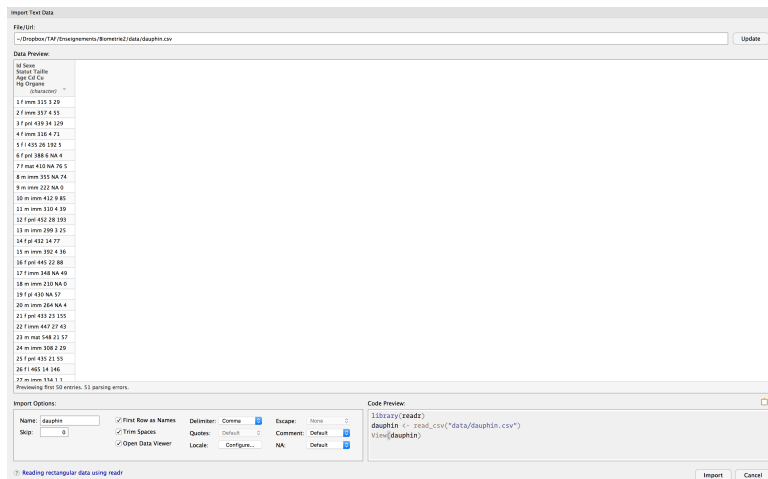 Import Text Data
File/Url:
~/Dropbox/TAF/Enseignements/Biometrie2/data/dauphin.csv
Update
Data Preview:
Id Sexe
Statut Taille
Age Cd Cu
Hg Organe
(character)
1 f imm 315 3 29
2 f imm 357 4 55
3 f pnl 439 34 129
4 f imm 316 4 71
5 f l 435 26 192 5
6 f pnl 388 6 NA 4
7 f mat 410 NA 76 5
8 m imm 355 NA 74
9 m imm 222 NA 0
10 m imm 412 9 85
11 m imm 310 4 39
12 f pnl 452 28 193
13 m imm 299 3 25
14 f pl 432 14 77
15 m imm 392 4 36
16 f pnl 445 22 88
17 f imm 348 NA 49
18 m imm 210 NA 0
19 f pl 430 NA 57
20 m imm 264 NA 4
21 f pnl 433 23 155
22 f imm 447 27 43
23 m mat 548 21 57
24 m imm 308 2 29
25 f pnl 435 21 55
26 f l 465 14 146
27 m imm 334 1 1
Previewing first 50 entries. 51 parsing errors.
Import Options:
Code Preview:
Name: dauphin
First Row as Names
Delimiter: Comma
Escape: None
Skip: 0
Trim Spaces
Quotes: Default
Comment: Default
Open Data Viewer
Locale: Configure...
NA: Default
library(readr)
dauphin <- read_csv("data/dauphin.csv")
View(dauphin)
? Reading rectangular data using readr
Import
Cancel